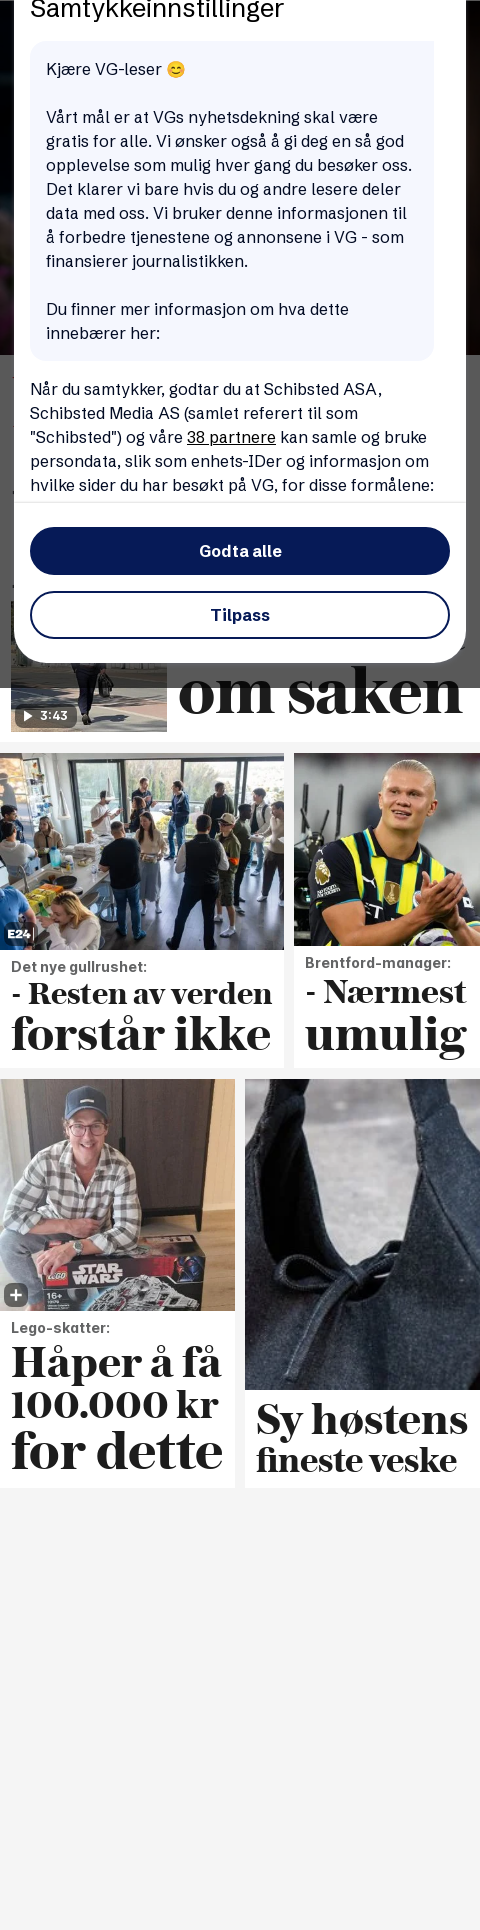 Samtykkeinnstillinger
Kjære VG-leser 😊
Vårt mål er at VGs nyhetsdekning skal være
gratis for alle. Vi ønsker også å gi deg en så god
opplevelse som mulig hver gang du besøker oss.
Det klarer vi bare hvis du og andre lesere deler
data med oss. Vi bruker denne informasjonen til
å forbedre tjenestene og annonsene i VG - som
finansierer journalistikken.
Du finner mer informasjon om hva dette
innebærer her:
Når du samtykker, godtar du at Schibsted ASA,
Schibsted Media AS (samlet referert til som
"Schibsted") og våre 38 partnere kan samle og bruke
persondata, slik som enhets-IDer og informasjon om
hvilke sider du har besøkt på VG, for disse formålene:
Godta alle
Tilpass
om saken
3:43
E24
Det nye gullrushet:
- Resten av verden
forstår ikke
Brentford-manager:
- Nærmest
umulig
LEGO
STAR
WARS
16+
Lego-skatter:
Håper å få
100.000 kr
for dette
Sy høstens
fineste veske